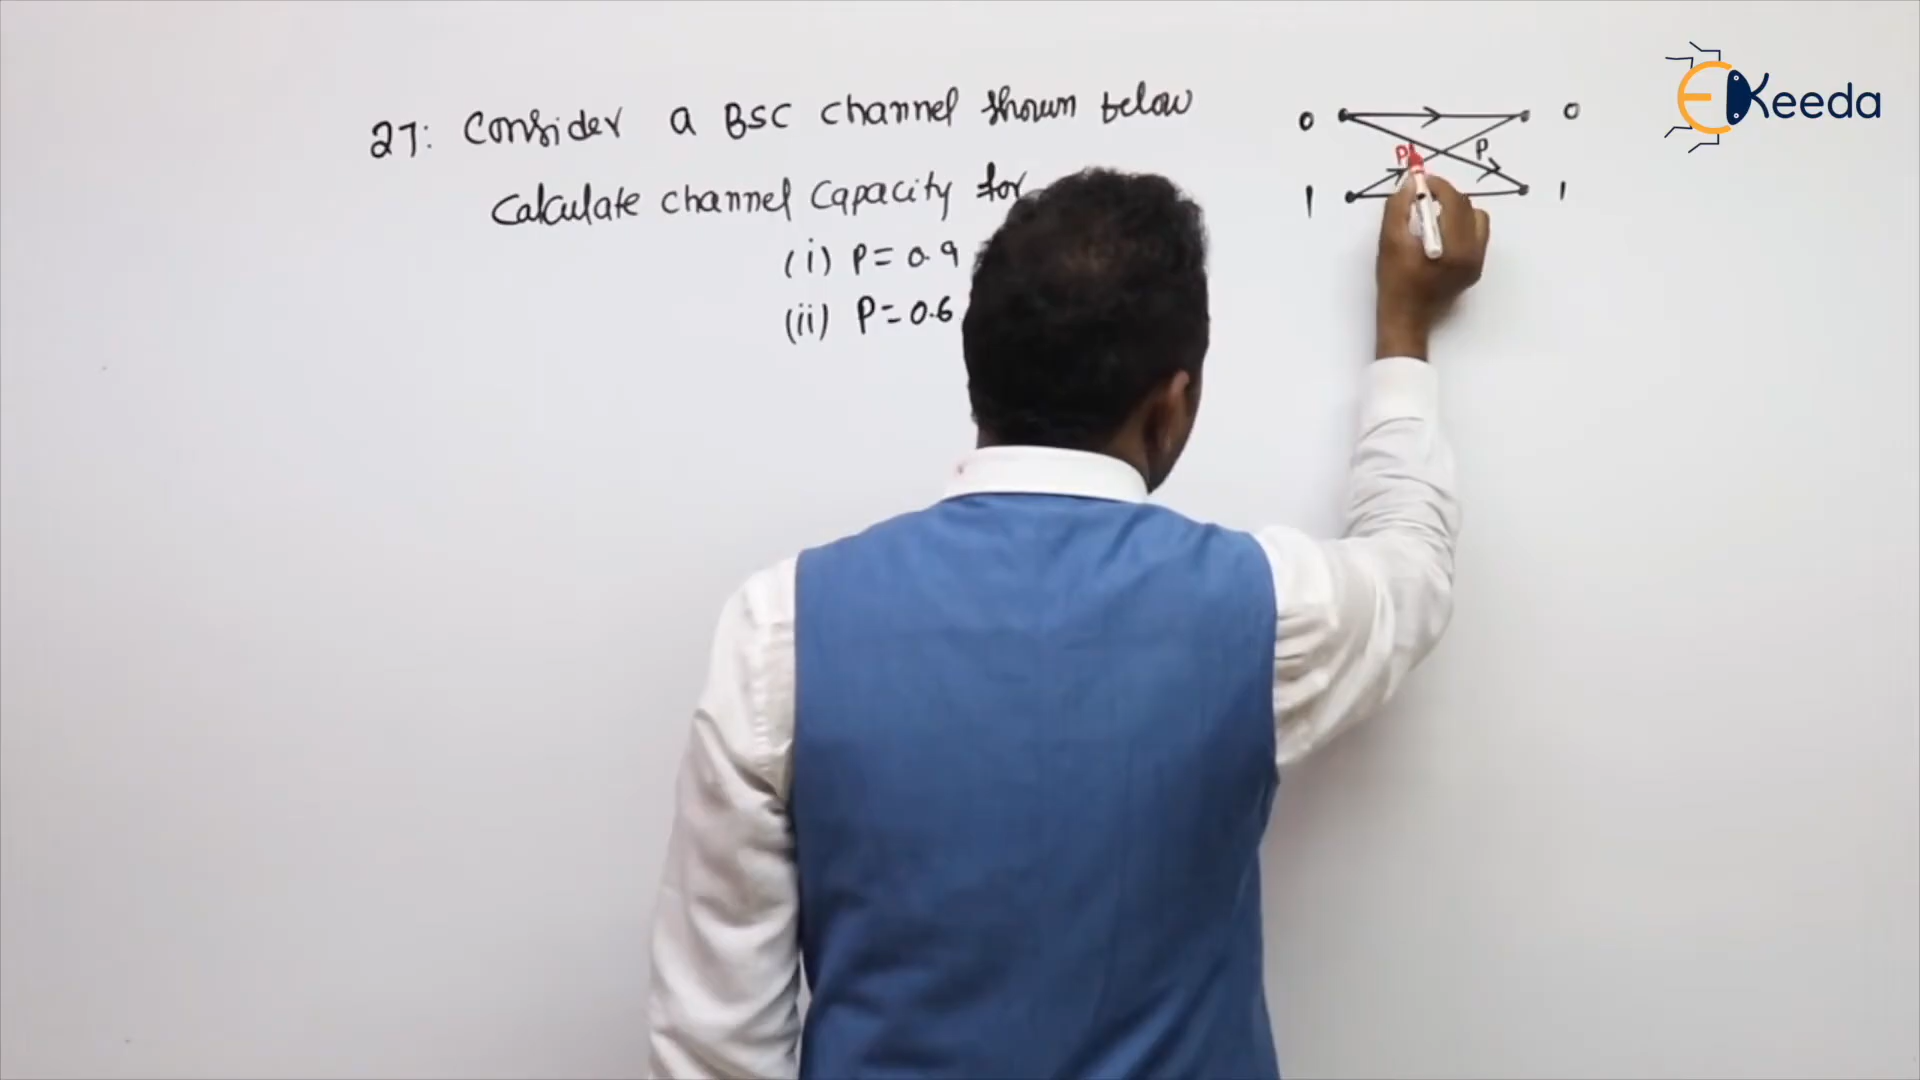 27: Consider a BSC channel shown below
Calculate channel capacity for
(i) P = 0.9
(ii) P = 0.6
0 0
P P
1 1
EKeeda